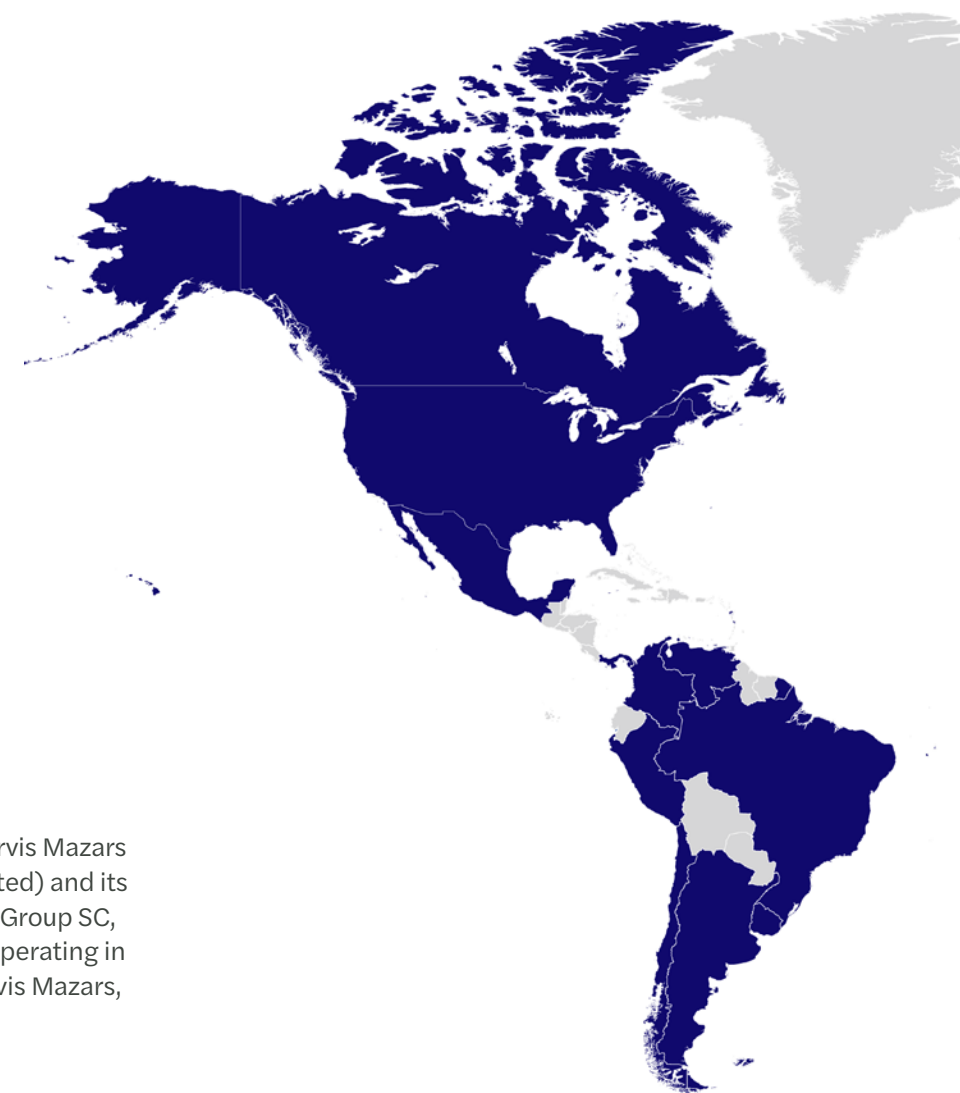 rvis Mazars
ted) and its
Group SC,
perating in
vis Mazars,